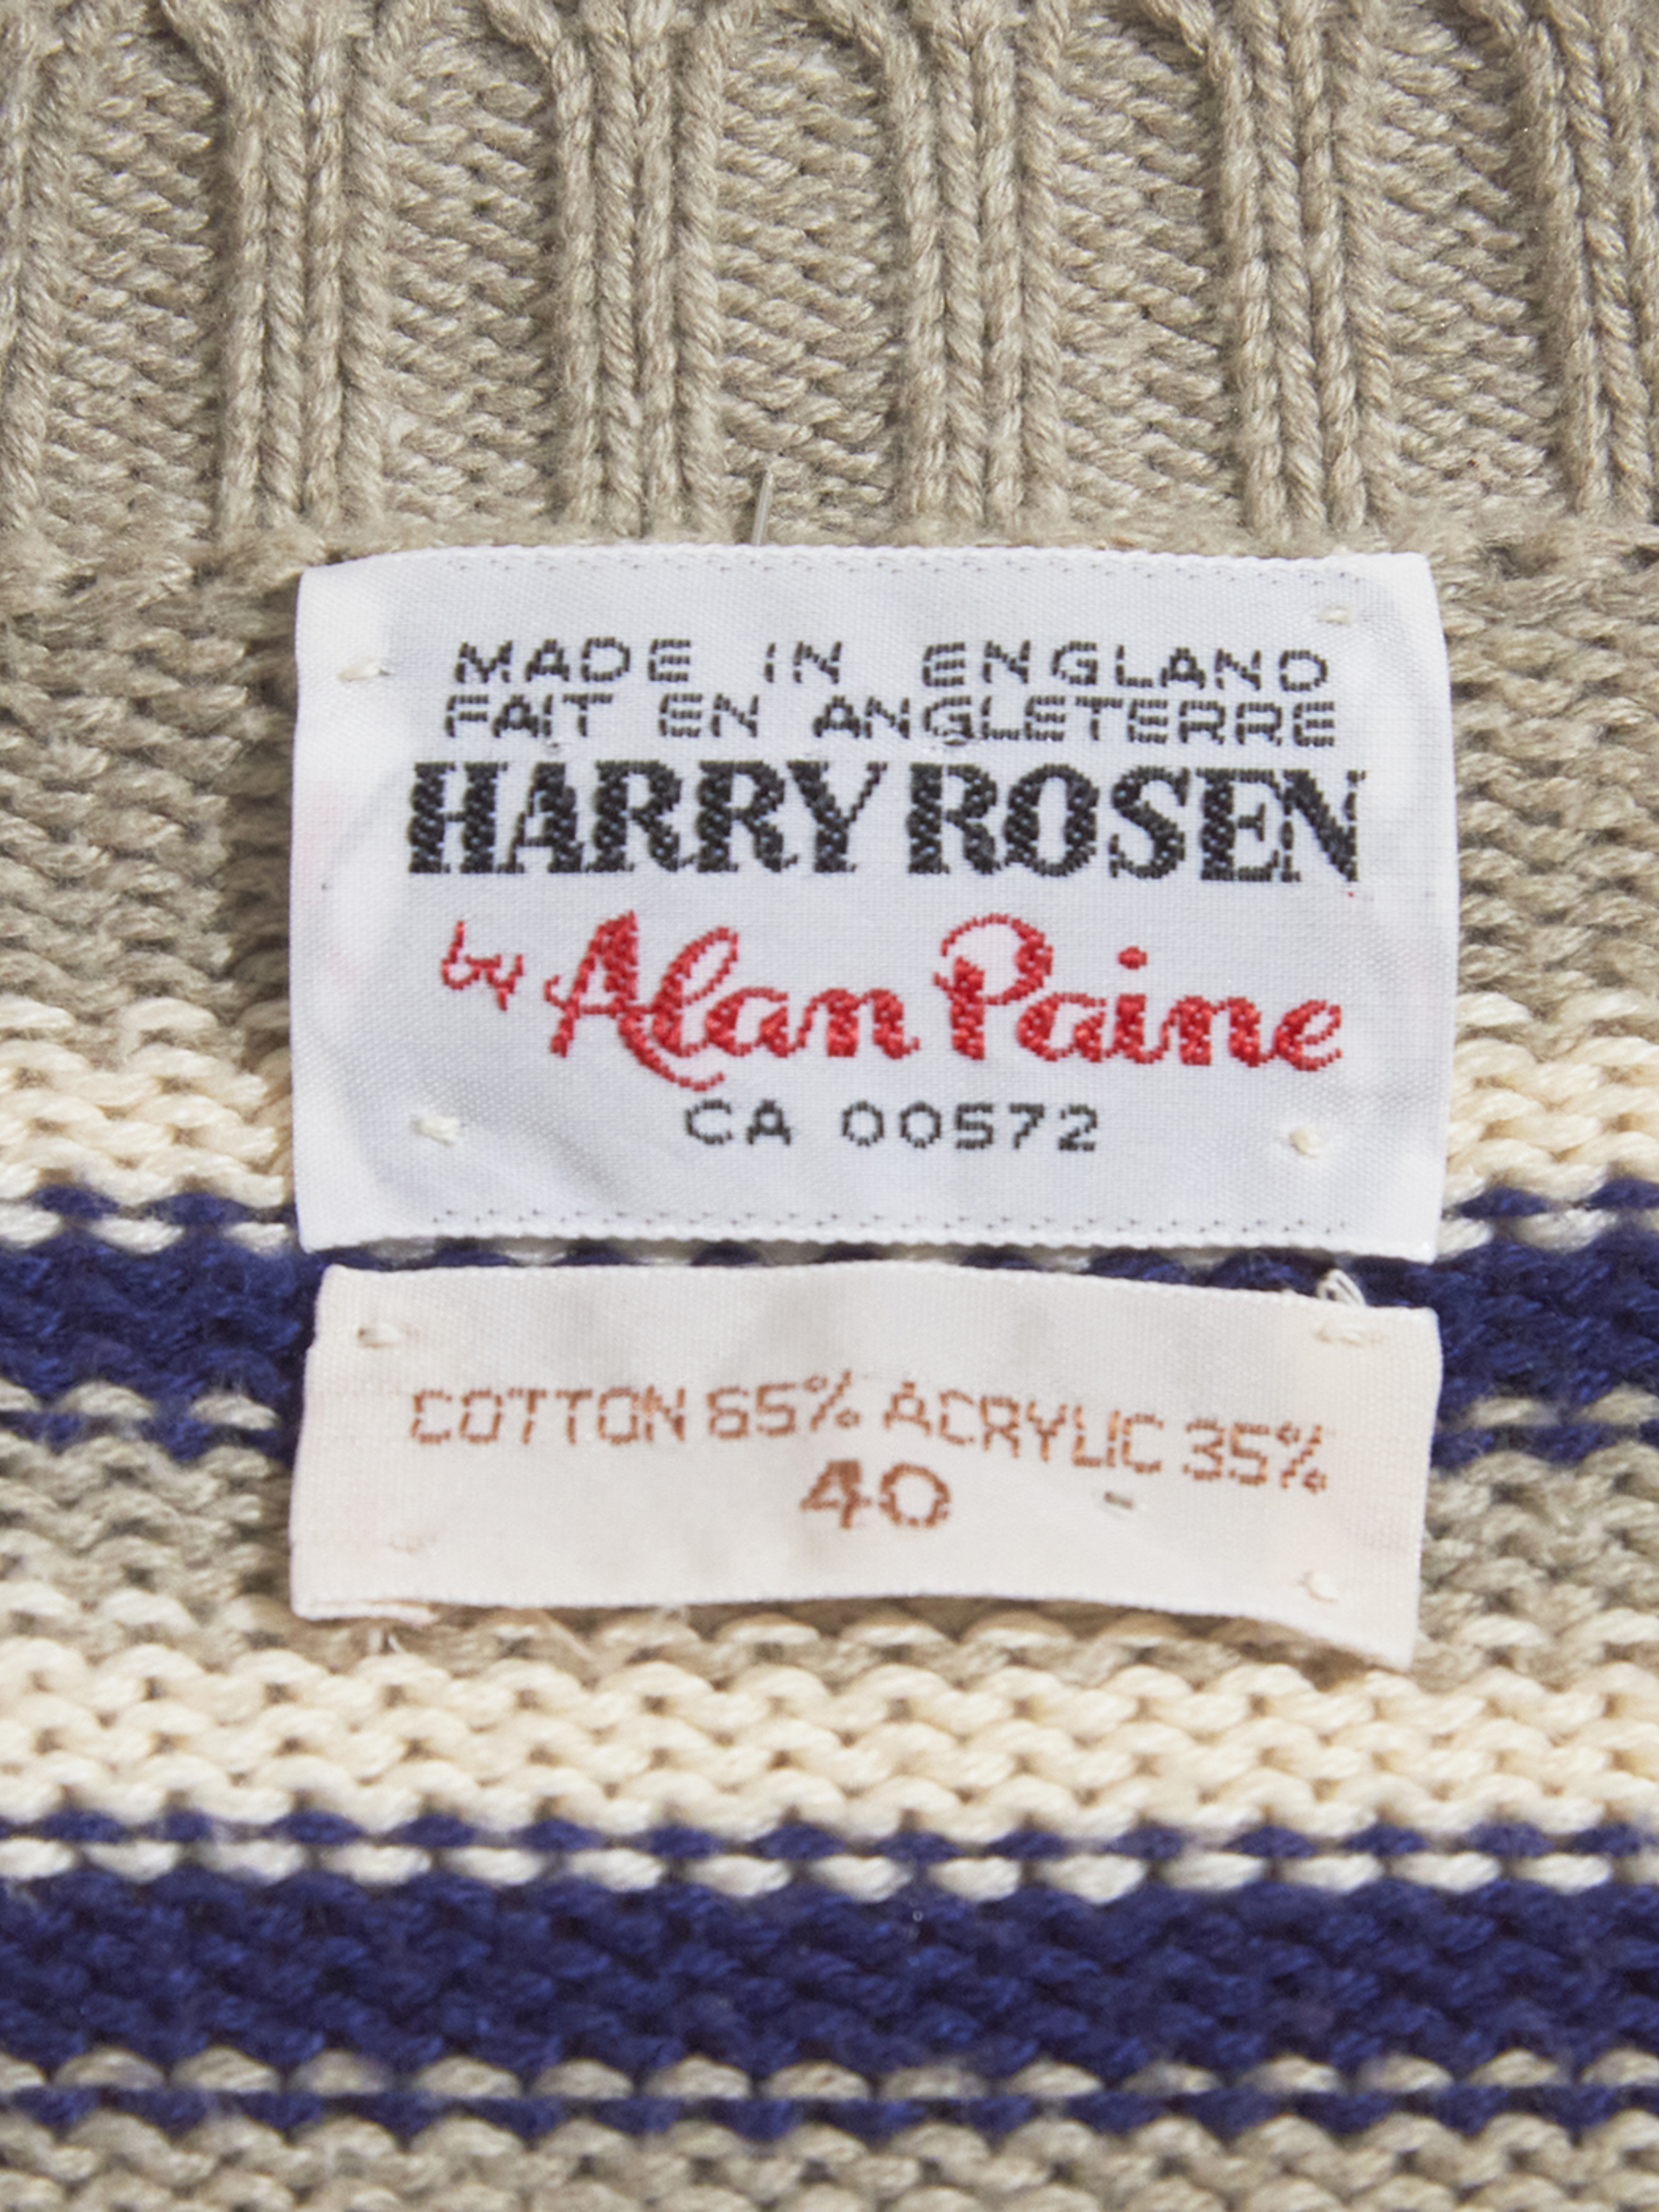 MADE IN ENGLAND
FAIT EN ANGLETERRE
HARRY ROSEN
by Alan Paine
CA 00572
COTTON 65% ACRYLIC 35%
40